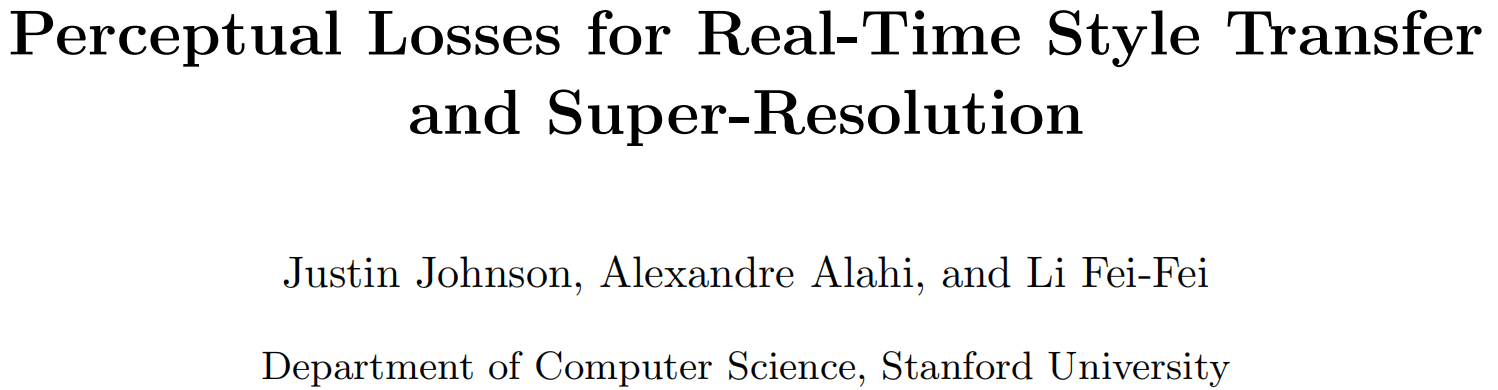 Perceptual Losses for Real-Time Style Transfer
and Super-Resolution
Justin Johnson, Alexandre Alahi, and Li Fei-Fei
Department of Computer Science, Stanford University